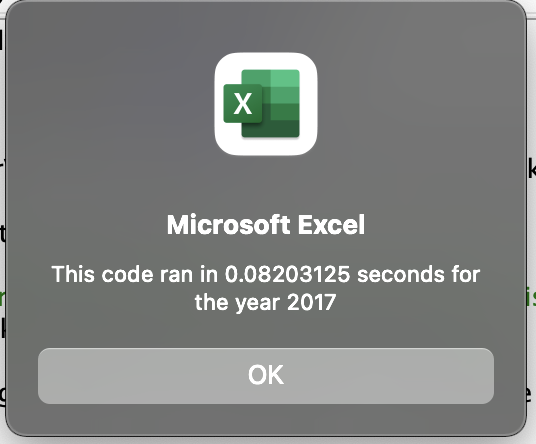 X
Microsoft Excel
This code ran in 0.08203125 seconds for
the year 2017
OK